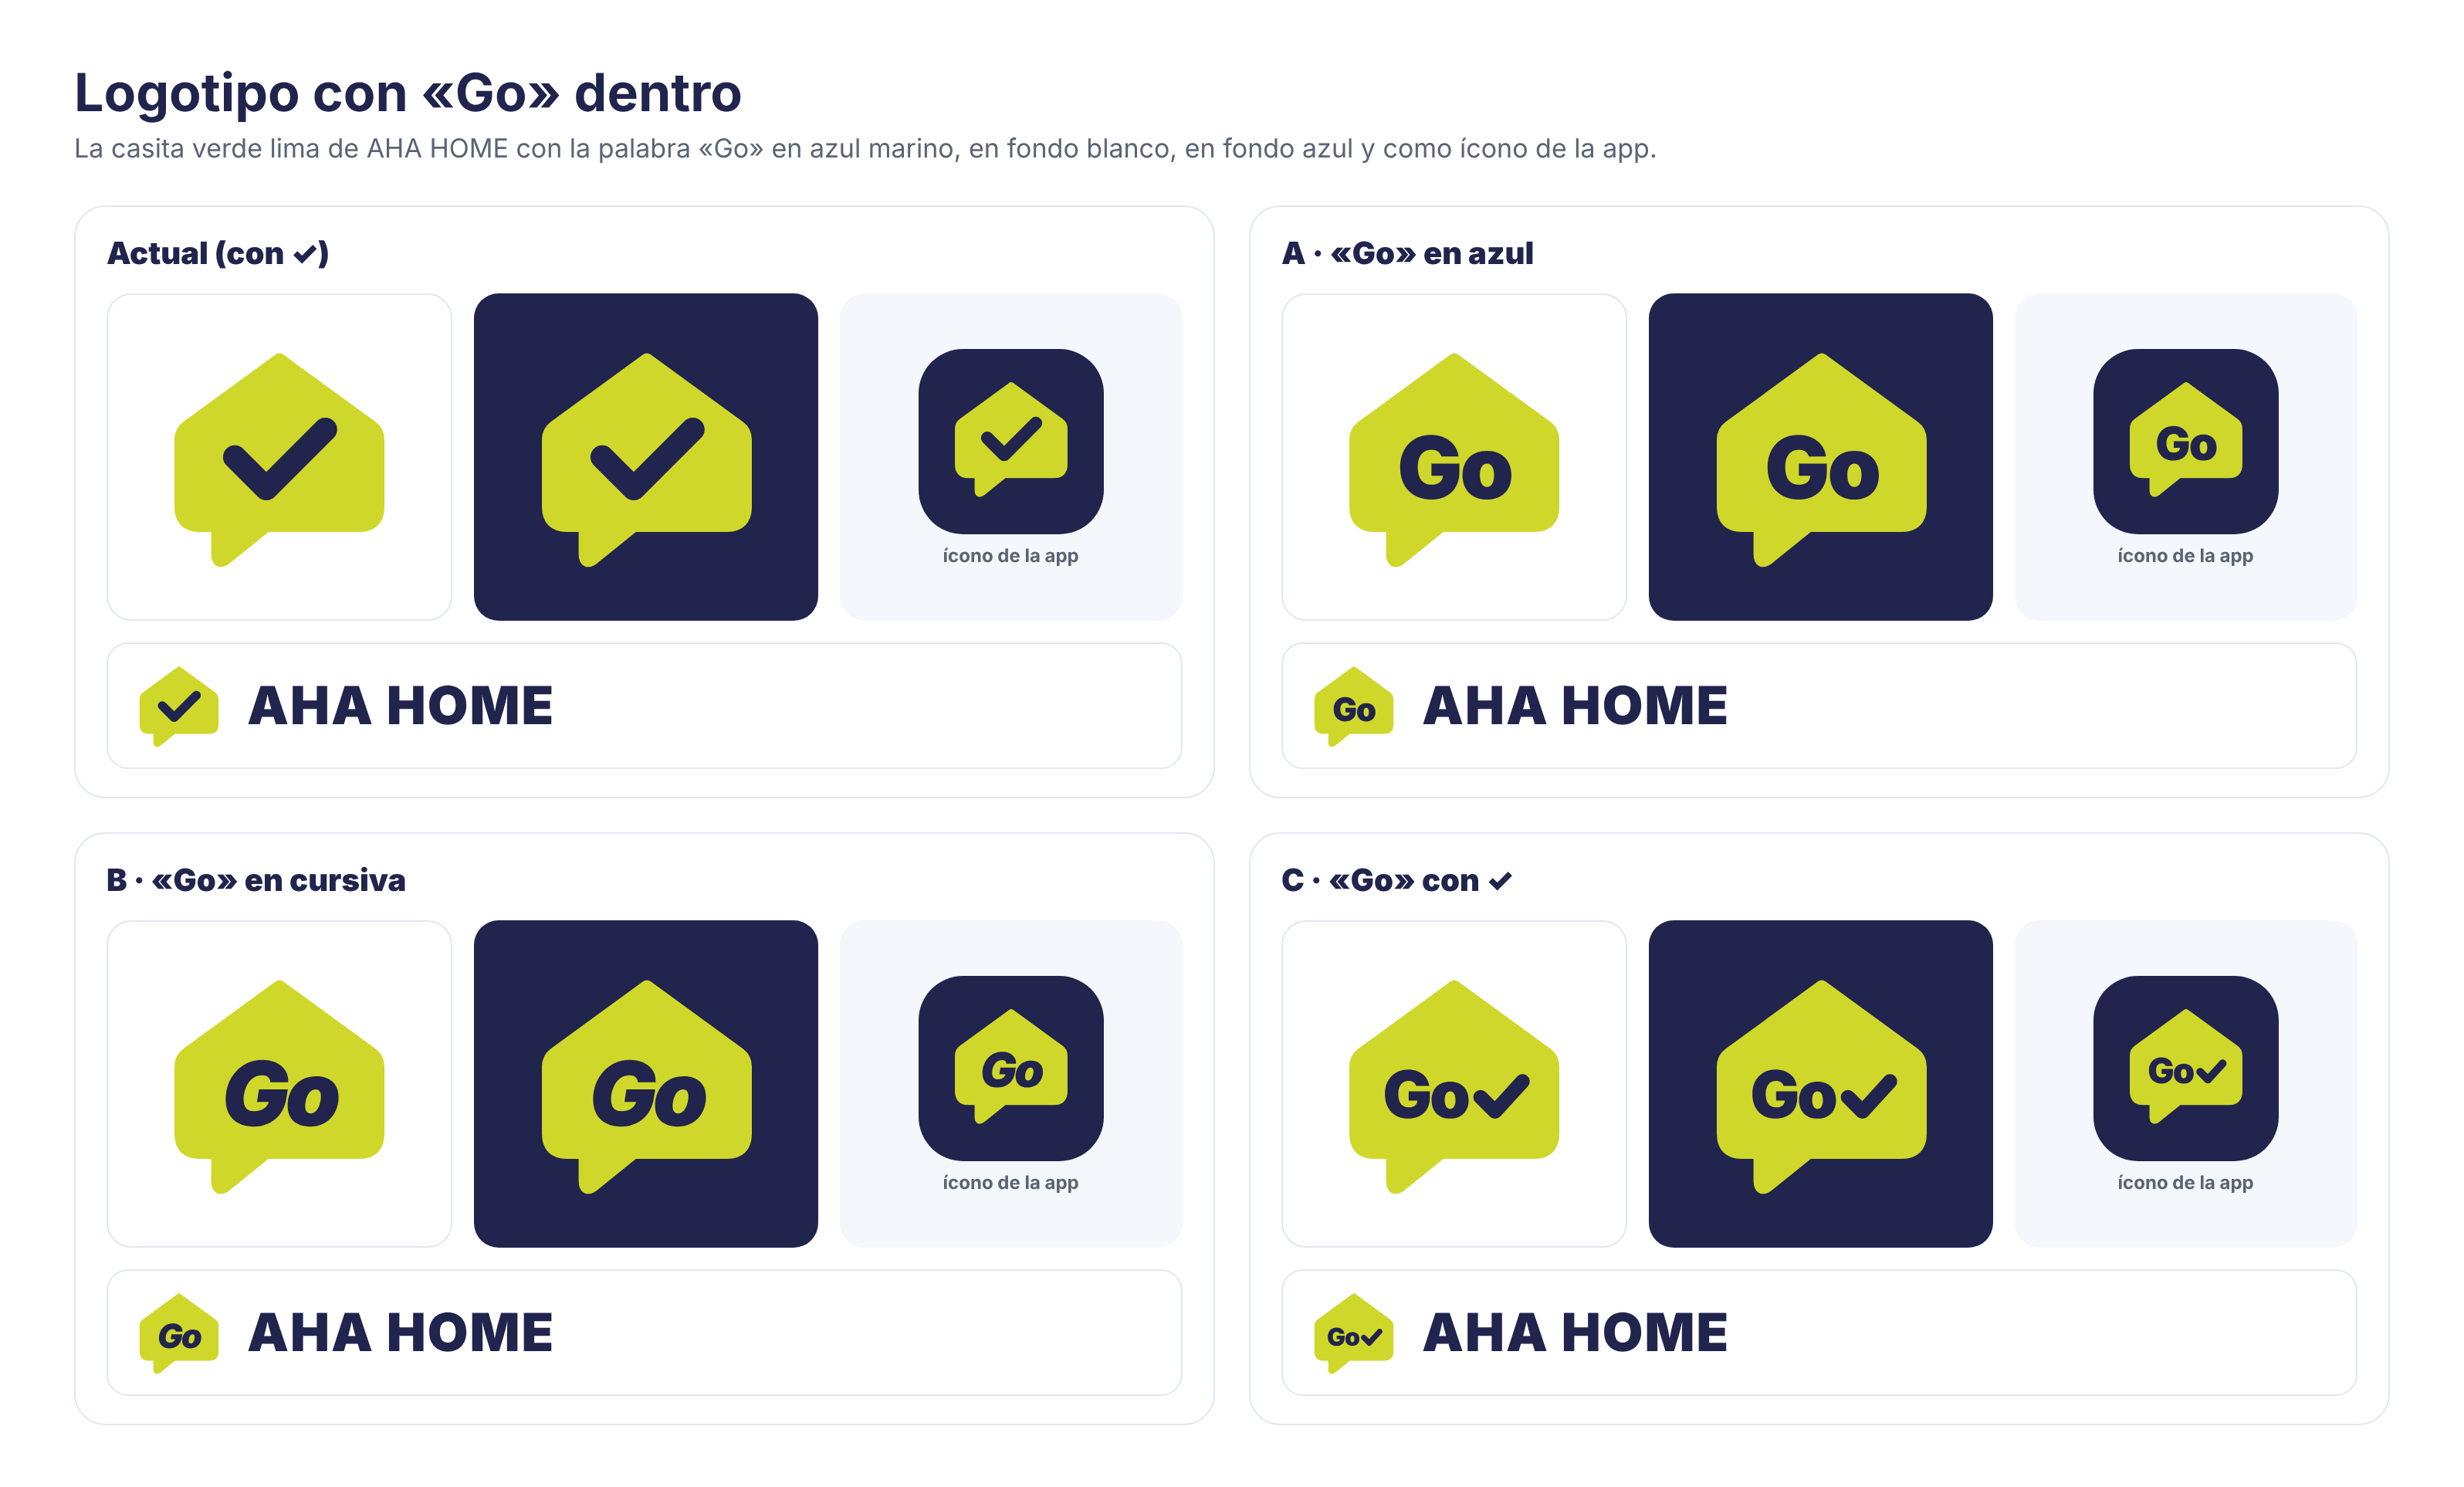 Logotipo con «Go» dentro
La casita verde lima de AHA HOME con la palabra «Go» en azul marino, en fondo blanco, en fondo azul y como ícono de la app.
Actual (con ✓)
ícono de la app
AHA HOME
A · «Go» en azul
Go
Go
Go
ícono de la app
Go
AHA HOME
B · «Go» en cursiva
Go
Go
Go
ícono de la app
Go
AHA HOME
C · «Go» con ✓
Go✓
Go✓
Go✓
ícono de la app
Go✓
AHA HOME